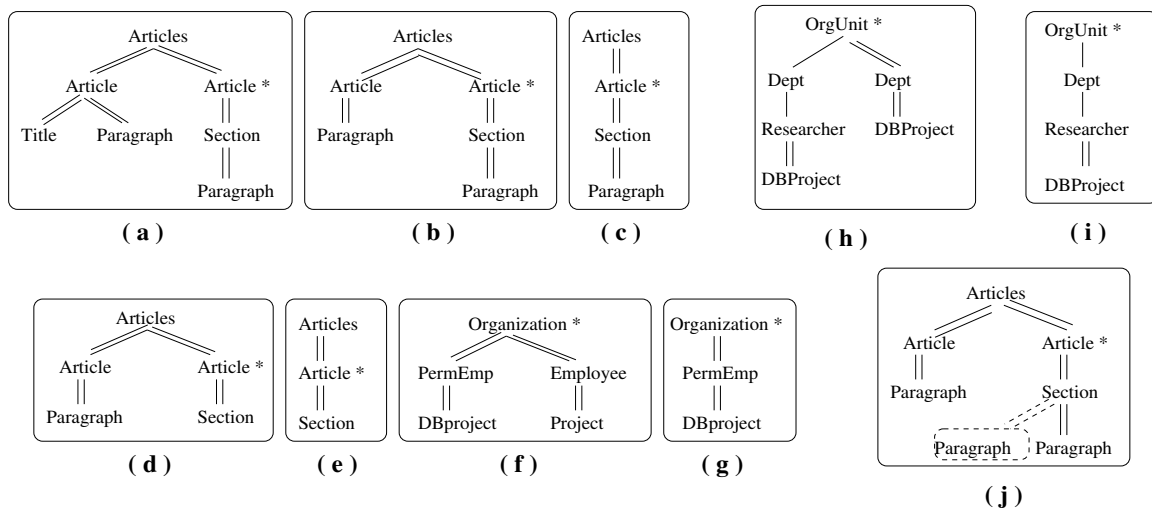 Articles
Article Article *
Title Paragraph Section
Paragraph
( a )
Articles
Article Article *
Paragraph Section
Paragraph
( b )
Articles
Article *
Section
Paragraph
( c )
OrgUnit *
Dept Dept
Researcher DBProject
DBProject
( h )
OrgUnit *
Dept
Researcher
DBProject
( i )
Articles
Article Article *
Paragraph Section
( d )
Articles
Article *
Section
( e )
Organization *
PermEmp Employee
DBproject Project
( f )
Organization *
PermEmp
DBproject
( g )
Articles
Article Article *
Paragraph Section
Paragraph Paragraph
( j )